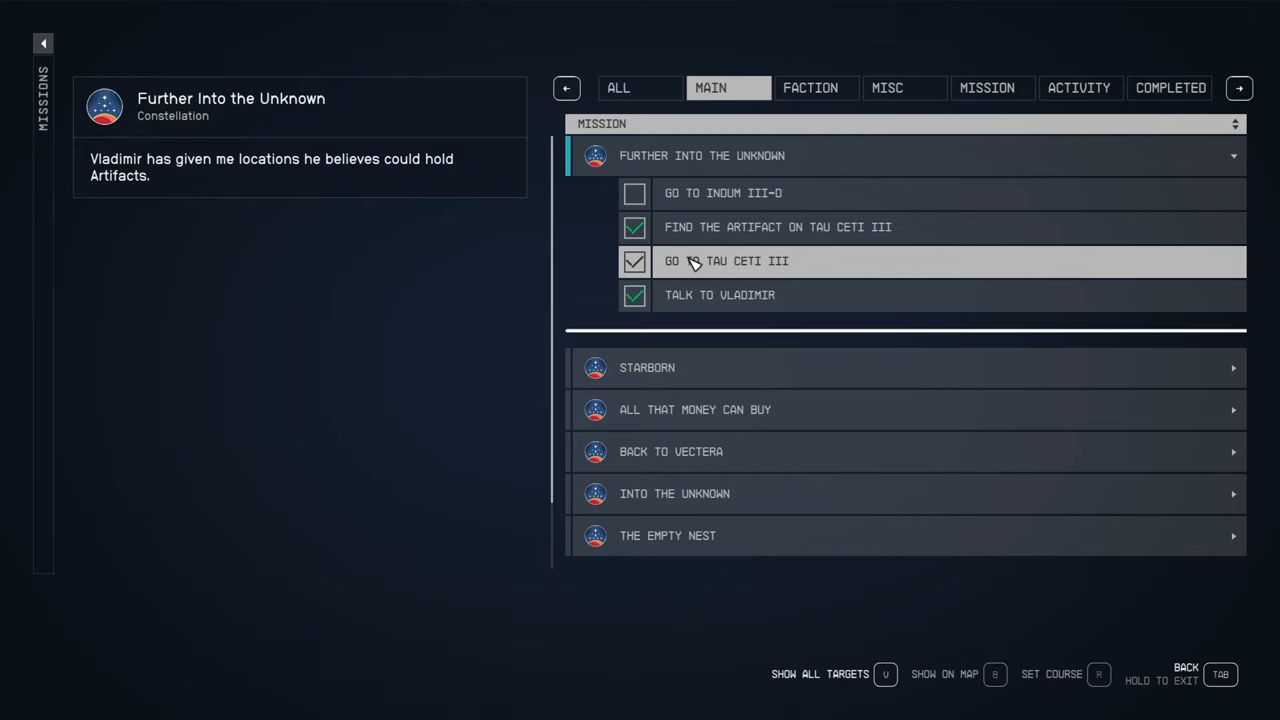 MISSIONS
Further Into the Unknown
Constellation
Vladimir has given me locations he believes could hold
Artifacts.
ALL
MAIN
FACTION
MISC
MISSION
ACTIVITY
COMPLETED
MISSION
FURTHER INTO THE UNKNOWN
GO TO INDUM III-D
FIND THE ARTIFACT ON TAU CETI III
GO TO TAU CETI III
TALK TO VLADIMIR
STARBORN
ALL THAT MONEY CAN BUY
BACK TO VECTERA
INTO THE UNKNOWN
THE EMPTY NEST
SHOW ALL TARGETS V
SHOW ON MAP B
SET COURSE R
BACK
HOLD TO EXIT TAB